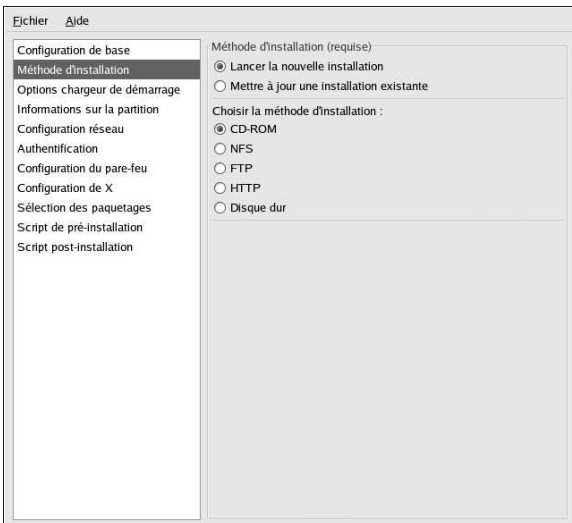 Fichier Aide
Configuration de base
Méthode d'installation
Options chargeur de démarrage
Informations sur la partition
Configuration réseau
Authentification
Configuration du pare-feu
Configuration de X
Sélection des paquetages
Script de pré-installation
Script post-installation
Méthode d'installation (requise)
Lancer la nouvelle installation
Mettre à jour une installation existante
Choisir la méthode d'installation :
CD-ROM
NFS
FTP
HTTP
Disque dur